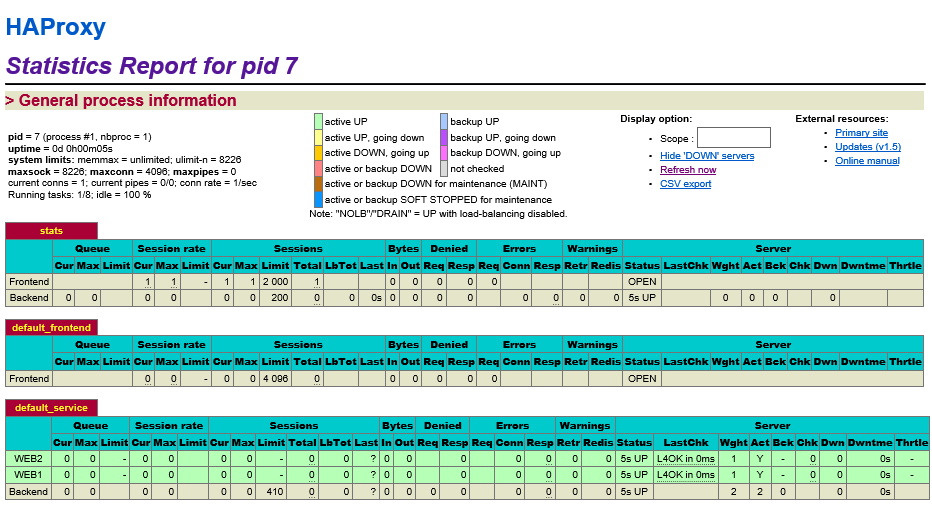 HAProxy
Statistics Report for pid 7
> General process information
pid = 7 (process #1, nbproc = 1)
uptime = 0d 0h00m05s
system limits: memmax = unlimited; ulimit-n = 8226
maxsock = 8226; maxconn = 4096; maxpipes = 0
current conns = 1; current pipes = 0/0; conn rate = 1/sec
Running tasks: 1/8; idle = 100 %
active UP backup UP
active UP, going down backup UP, going down
active DOWN, going up backup DOWN, going up
active or backup DOWN not checked
active or backup DOWN for maintenance (MAINT)
active or backup SOFT STOPPED for maintenance
Note: "NOLB"/"DRAIN" = UP with load-balancing disabled.
Display option:
• Scope :
• Hide 'DOWN' servers
• Refresh now
• CSV export
External resources:
• Primary site
• Updates (v1.5)
• Online manual
stats
Queue Session rate Sessions Bytes Denied Errors Warnings Server
Cur Max Limit Cur Max Limit Cur Max Limit Total LbTot Last In Out Req Resp Req Conn Resp Retr Redis Status LastChk Wght Act Bck Chk Dwn Dwntme Thrtle
Frontend 1 1 - 1 1 2 000 1 0 0 0 0 0 OPEN
Backend 0 0 0 0 0 0 200 0 0 0s 0 0 0 0 0 0 0 0 5s UP 0 0 0 0
default_frontend
Queue Session rate Sessions Bytes Denied Errors Warnings Server
Cur Max Limit Cur Max Limit Cur Max Limit Total LbTot Last In Out Req Resp Req Conn Resp Retr Redis Status LastChk Wght Act Bck Chk Dwn Dwntme Thrtle
Frontend 0 0 - 0 0 4 096 0 0 0 0 0 0 OPEN
default_service
Queue Session rate Sessions Bytes Denied Errors Warnings Server
Cur Max Limit Cur Max Limit Cur Max Limit Total LbTot Last In Out Req Resp Req Conn Resp Retr Redis Status LastChk Wght Act Bck Chk Dwn Dwntme Thrtle
WEB2 0 0 - 0 0 0 0 - 0 0 ? 0 0 0 0 0 0 0 5s UP L4OK in 0ms 1 Y - 0 0 0s -
WEB1 0 0 - 0 0 0 0 - 0 0 ? 0 0 0 0 0 0 0 5s UP L4OK in 0ms 1 Y - 0 0 0s -
Backend 0 0 0 0 0 0 410 0 0 ? 0 0 0 0 0 0 0 0 5s UP 2 2 0 0 0s